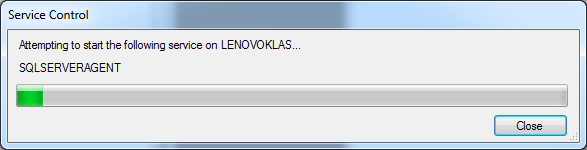 Service Control
Attempting to start the following service on LENOVOKLAS...
SQLSERVERAGENT
Close